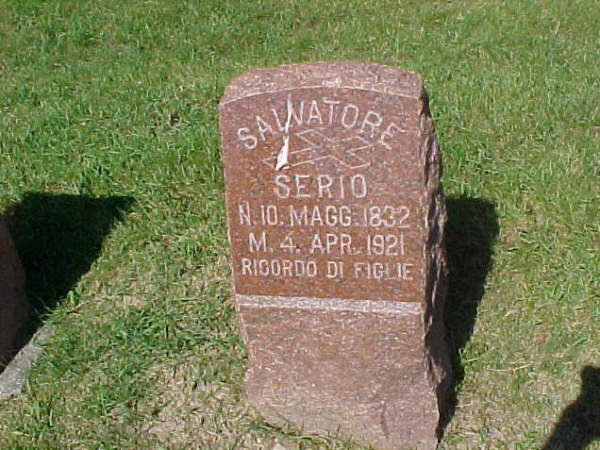 SALVATORE
SERIO
N. 10. MAGG. 1832
M. 4. APR. 1921
RICORDO DI FIGLIE